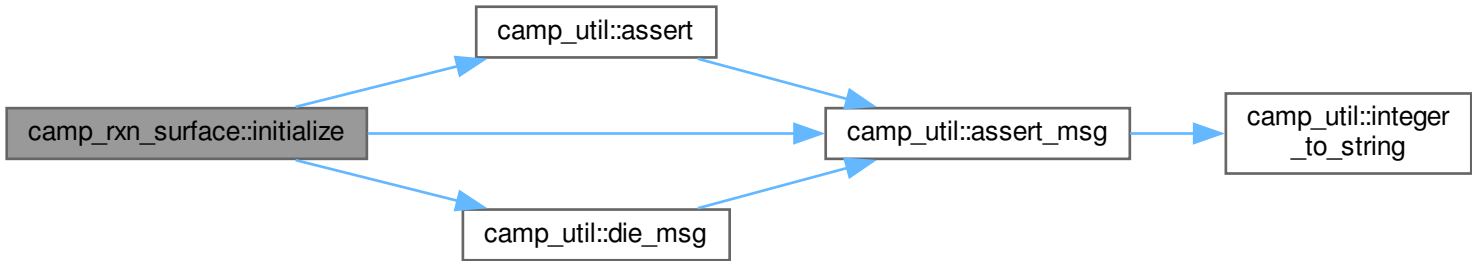 camp_util::assert
camp_rxn_surface::initialize
camp_util::assert_msg
camp_util::integer
_to_string
camp_util::die_msg